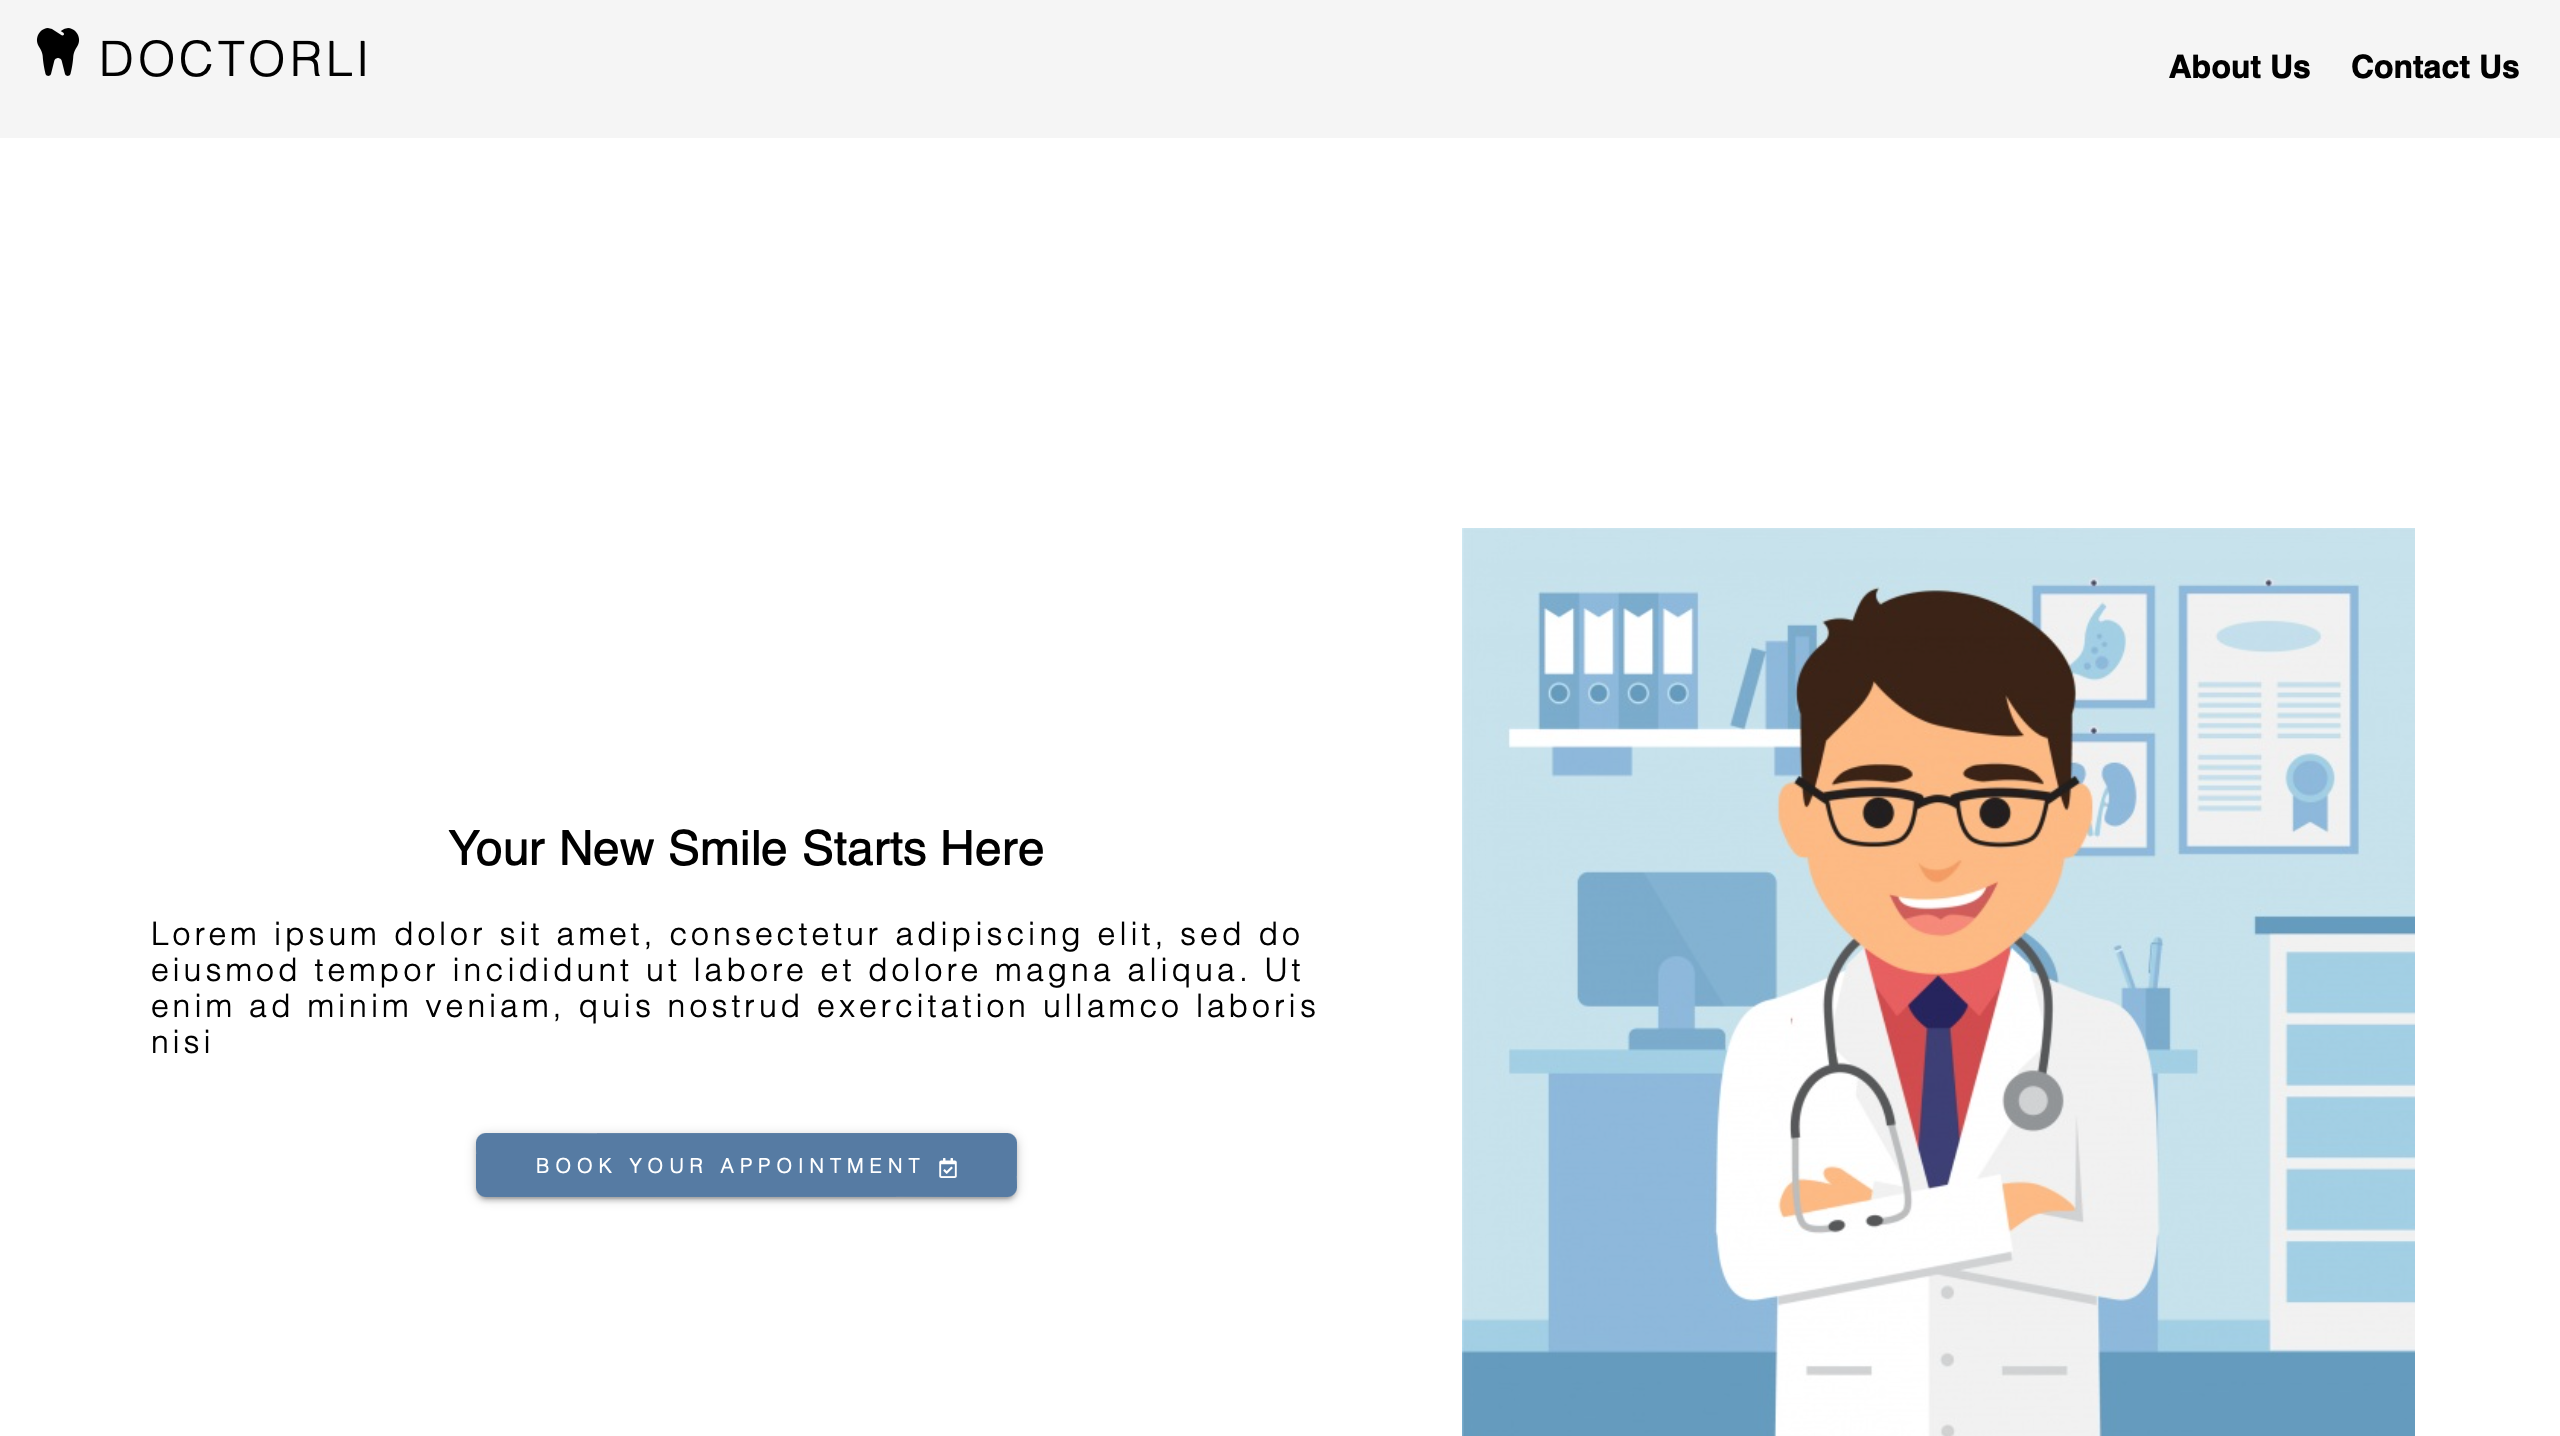 DOCTORLI
About Us Contact Us
Your New Smile Starts Here
Lorem ipsum dolor sit amet, consectetur adipiscing elit, sed do
eiusmod tempor incididunt ut labore et dolore magna aliqua. Ut
enim ad minim veniam, quis nostrud exercitation ullamco laboris
nisi
BOOK YOUR APPOINTMENT